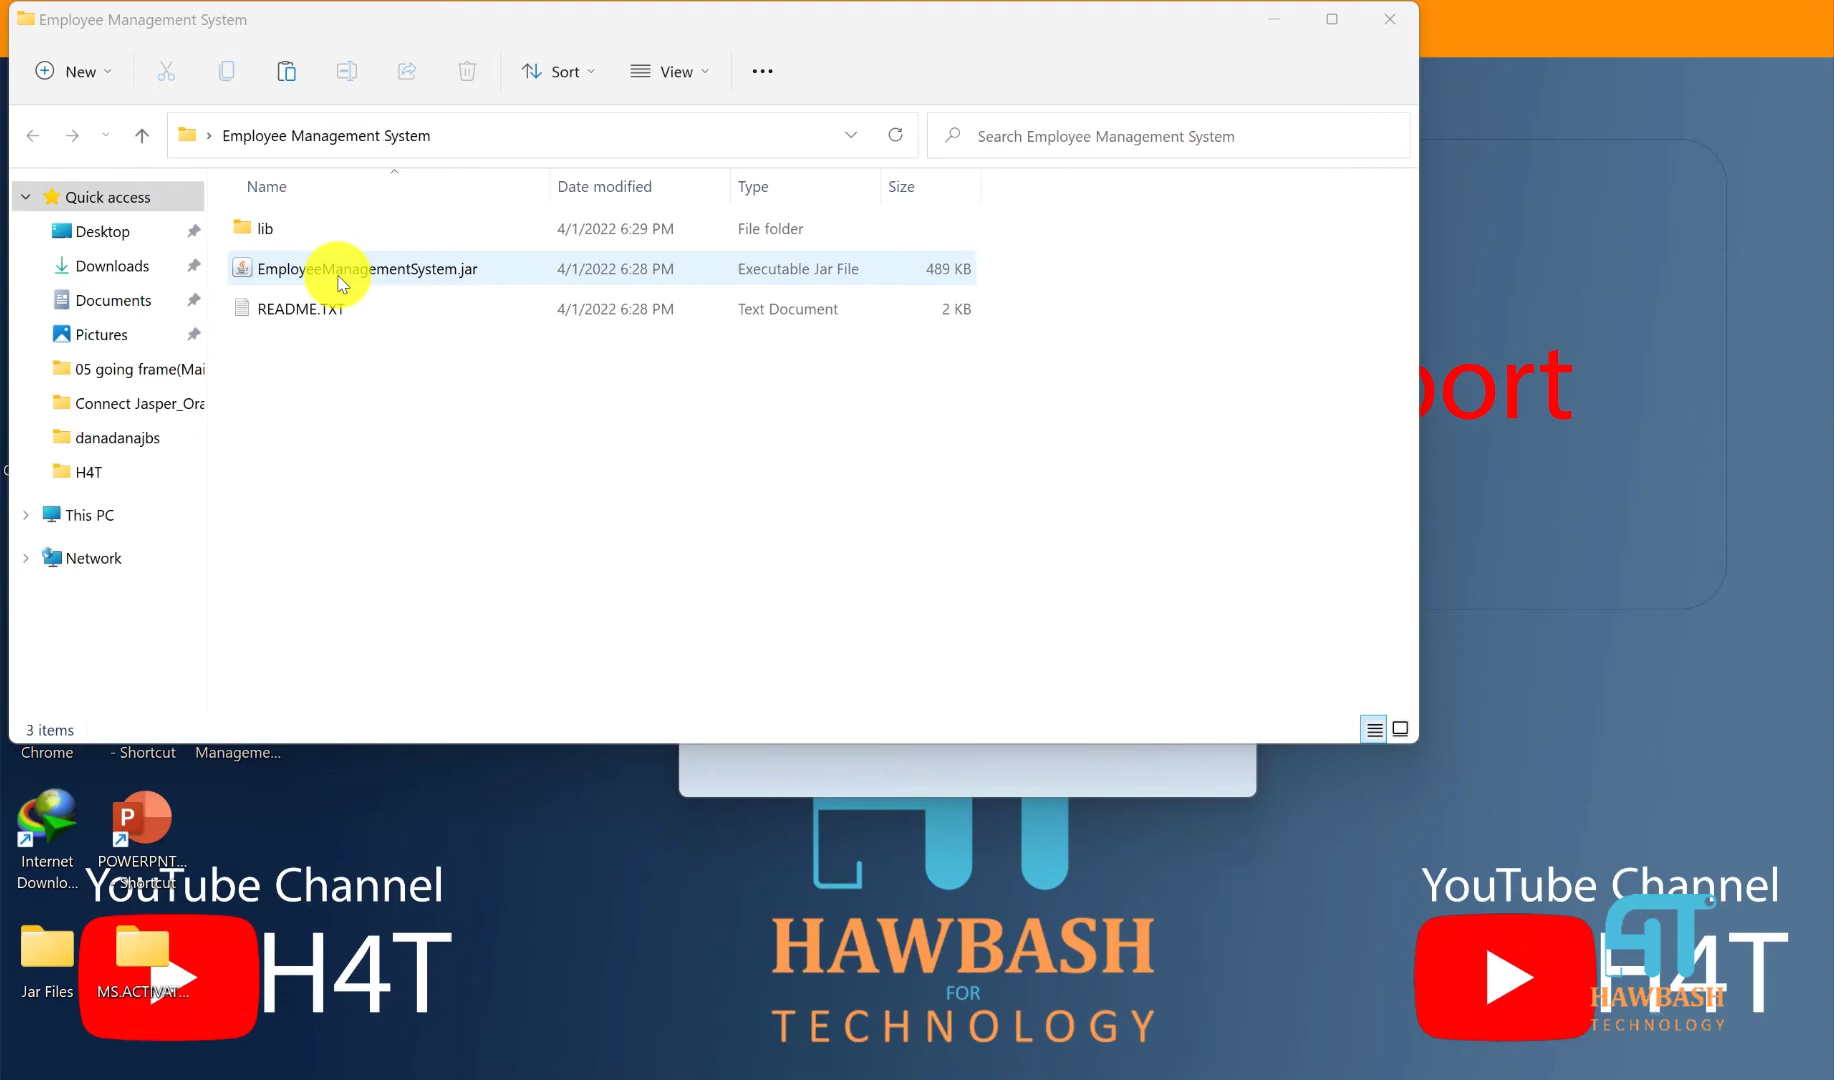 Employee Management System
New
Sort
View
Employee Management System
Search Employee Management System
Name
Date modified
Type
Size
Quick access
Desktop
Downloads
Documents
Pictures
05 going frame(Mai
Connect Jasper_Ora
danadanajbs
H4T
This PC
Network
lib
4/1/2022 6:29 PM
File folder
EmployeeManagementSystem.jar
4/1/2022 6:28 PM
Executable Jar File
489 KB
README.TXT
4/1/2022 6:28 PM
Text Document
2 KB
3 items
port
Chrome
- Shortcut
Manageme...
Internet
Downlo...
POWERPNT...
- Shortcut
Jar Files
MS.ACTIVAT...
YouTube Channel
H4T
HAWBASH
FOR
TECHNOLOGY
YouTube Channel
H4T
HAWBASH
TECHNOLOGY